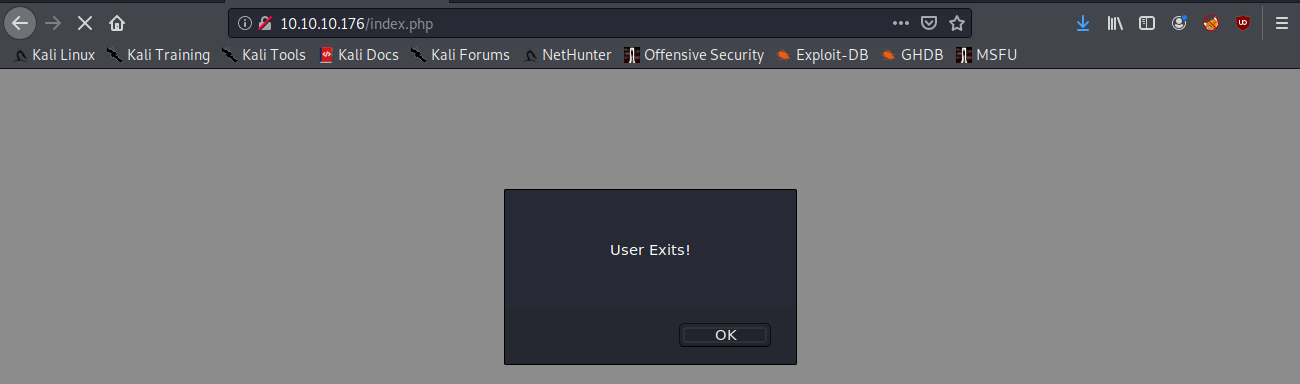 10.10.10.176/index.php
Kali Linux Kali Training Kali Tools Kali Docs Kali Forums NetHunter Offensive Security Exploit-DB GHDB MSFU
User Exits!
OK